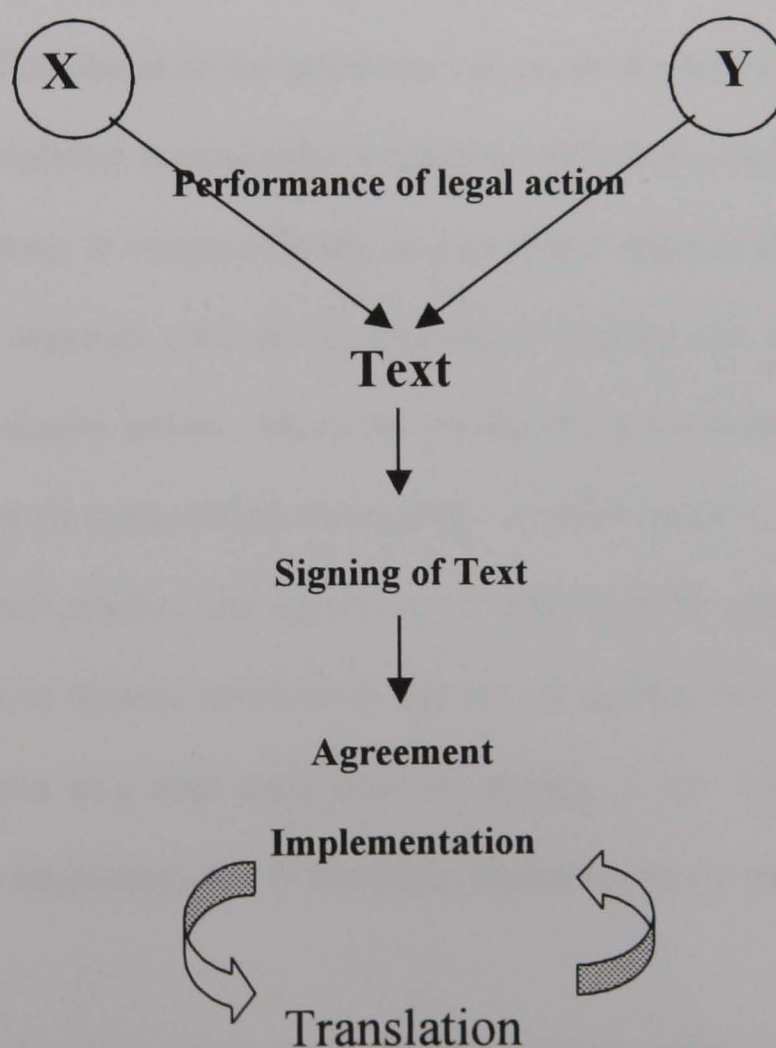 X Y
Performance of legal action
Text
Signing of Text
Agreement
Implementation
Translation